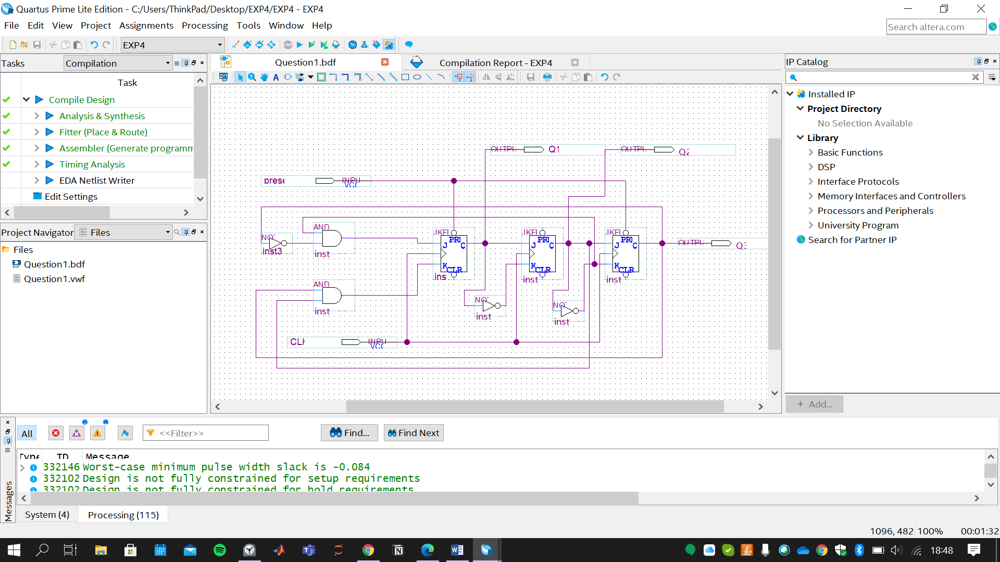 Quartus Prime Lite Edition - C:/Users/ThinkPad/Desktop/EXP4/EXP4 - EXP4
File Edit View Project Assignments Processing Tools Window Help
Search altera.com
EXP4
Tasks Compilation
Task
Compile Design
Analysis & Synthesis
Fitter (Place & Route)
Assembler (Generate programm
Timing Analysis
EDA Netlist Writer
Edit Settings
Project Navigator Files
Files
Question1.bdf
Question1.vwf
Question1.bdf
Compilation Report - EXP4
OUTPU Q1
OUTPU Q2
prese INPU
VCC
AND
NO
inst3
inst
JKFI
PRI
J
K
CLR
ins
JKFI
PRI
J
K
CLR
inst
JKFI
PRI
J
K
CLR
inst
OUTPU
AND
inst
NO
inst
NO
inst
CLI INPU
VCC
IP Catalog
Installed IP
Project Directory
No Selection Available
Library
Basic Functions
DSP
Interface Protocols
Memory Interfaces and Controllers
Processors and Peripherals
University Program
Search for Partner IP
+ Add...
Messages
All
<<Filter>>
Find...
Find Next
Type ID Message
332146 Worst-case minimum pulse width slack is -0.084
332102 Design is not fully constrained for setup requirements
332102 Design is not fully constrained for hold requirements
System (4)
Processing (115)
1096, 482 100% 00:01:32
18:48